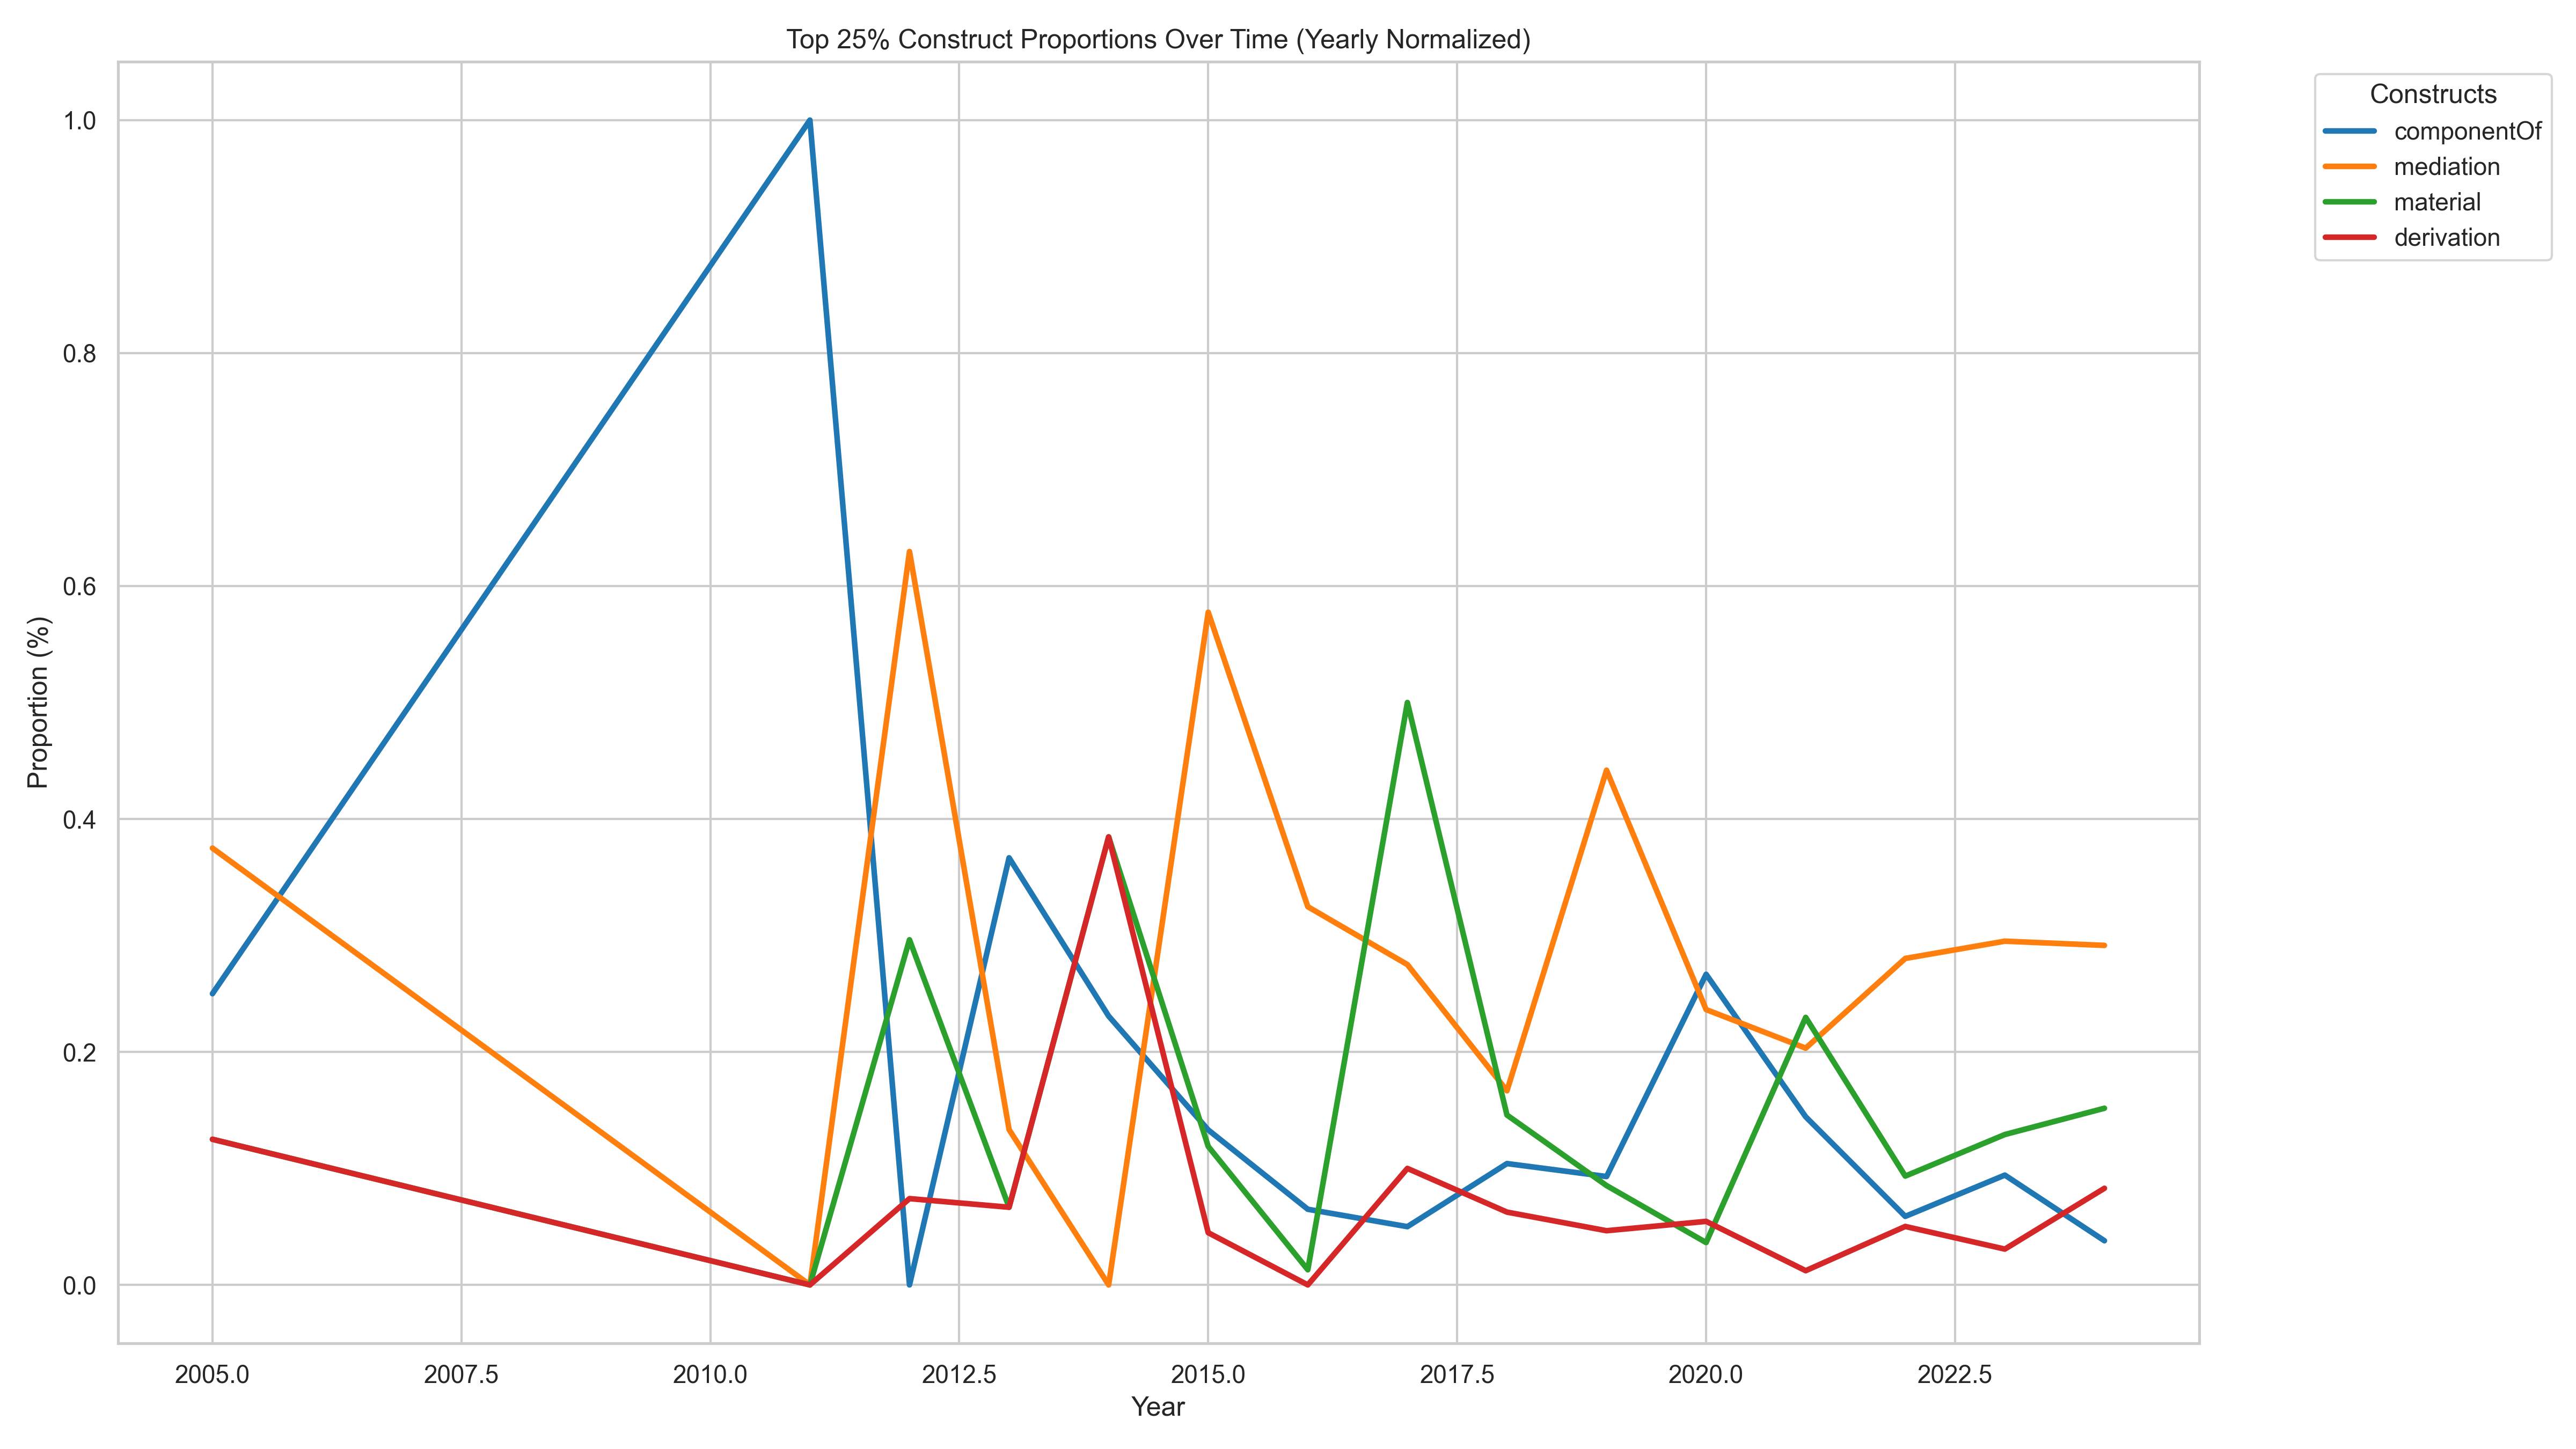 Top 25% Construct Proportions Over Time (Yearly Normalized)
Constructs
componentOf
mediation
material
derivation
Proportion (%)
1.0
0.8
0.6
0.4
0.2
0.0
2005.0 2007.5 2010.0 2012.5 2015.0 2017.5 2020.0 2022.5
Year